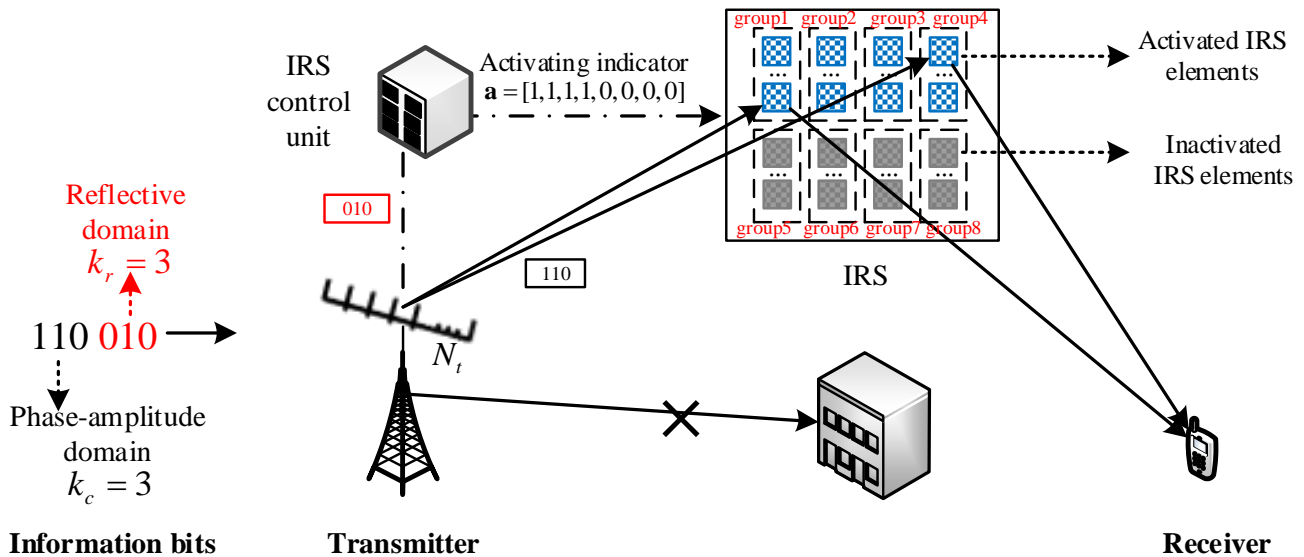 group1 group2 group3 group4
IRS
control
unit
Activating indicator
a = [1,1,1,1,0,0,0,0]
Activated IRS
elements
...
...
...
...
Inactivated
IRS elements
...
...
...
...
group5 group6 group7 group8
IRS
Reflective
domain
k_r = 3
010
110
110 010
N_t
Phase-amplitude
domain
k_c = 3
Information bits
Transmitter
Receiver